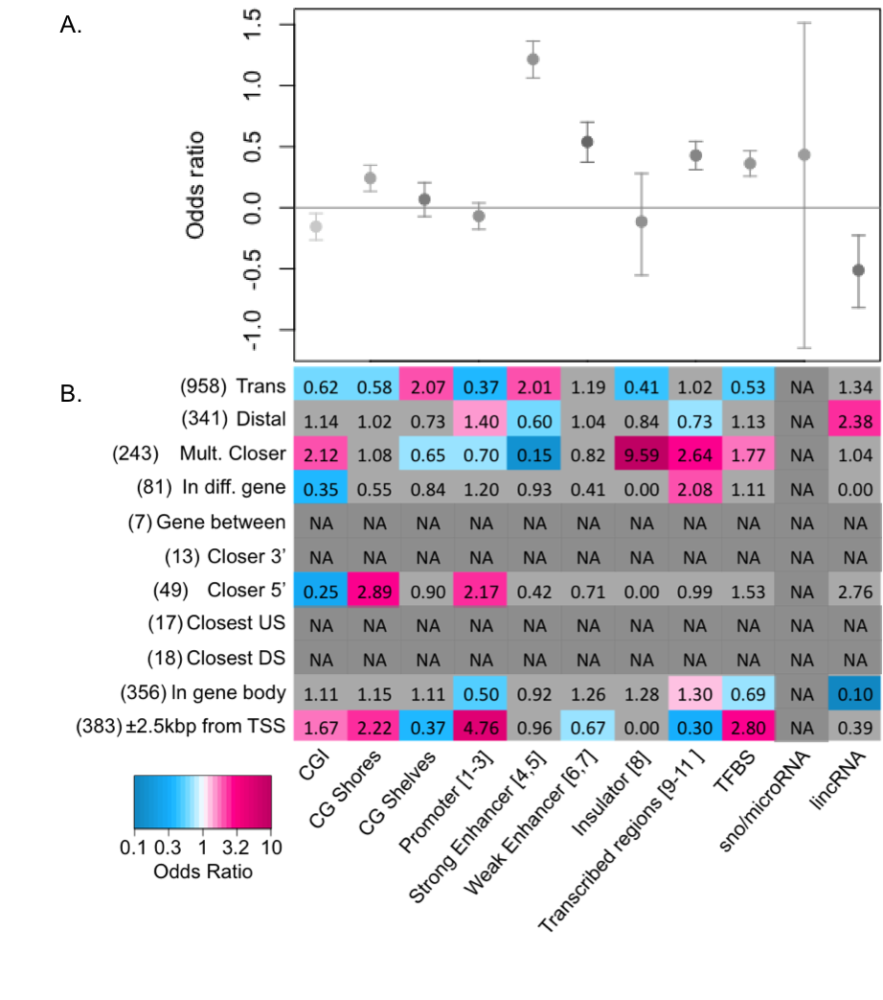 A.
Odds ratio
1.5
1.0
0.5
0.0
-0.5
-1.0
B.
(958) Trans 0.62 0.58 2.07 0.37 2.01 1.19 0.41 1.02 0.53 NA 1.34
(341) Distal 1.14 1.02 0.73 1.40 0.60 1.04 0.84 0.73 1.13 NA 2.38
(243) Mult. Closer 2.12 1.08 0.65 0.70 0.15 0.82 9.59 2.64 1.77 NA 1.04
(81) In diff. gene 0.35 0.55 0.84 1.20 0.93 0.41 0.00 2.08 1.11 NA 0.00
(7) Gene between NA NA NA NA NA NA NA NA NA NA NA
(13) Closer 3’ NA NA NA NA NA NA NA NA NA NA NA
(49) Closer 5’ 0.25 2.89 0.90 2.17 0.42 0.71 0.00 0.99 1.53 NA 2.76
(17) Closest US NA NA NA NA NA NA NA NA NA NA NA
(18) Closest DS NA NA NA NA NA NA NA NA NA NA NA
(356) In gene body 1.11 1.15 1.11 0.50 0.92 1.26 1.28 1.30 0.69 NA 0.10
(383) ±2.5kbp from TSS 1.67 2.22 0.37 4.76 0.96 0.67 0.00 0.30 2.80 NA 0.39
CGI
CG Shores
CG Shelves
Promoter [1-3]
Strong Enhancer [4,5]
Weak Enhancer [6,7]
Insulator [8]
Transcribed regions [9-11 ]
TFBS
sno/microRNA
lincRNA
0.1 0.3 1 3.2 10
Odds Ratio